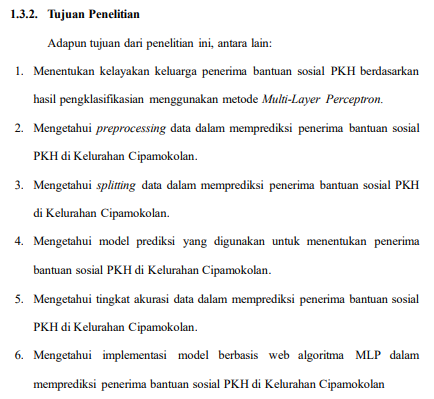 1.3.2. Tujuan Penelitian
Adapun tujuan dari penelitian ini, antara lain:
1. Menentukan kelayakan keluarga penerima bantuan sosial PKH berdasarkan
hasil pengklasifikasian menggunakan metode Multi-Layer Perceptron.
2. Mengetahui preprocessing data dalam memprediksi penerima bantuan sosial
PKH di Kelurahan Cipamokolan.
3. Mengetahui splitting data dalam memprediksi penerima bantuan sosial PKH
di Kelurahan Cipamokolan.
4. Mengetahui model prediksi yang digunakan untuk menentukan penerima
bantuan sosial PKH di Kelurahan Cipamokolan.
5. Mengetahui tingkat akurasi data dalam memprediksi penerima bantuan sosial
PKH di Kelurahan Cipamokolan.
6. Mengetahui implementasi model berbasis web algoritma MLP dalam
memprediksi penerima bantuan sosial PKH di Kelurahan Cipamokolan